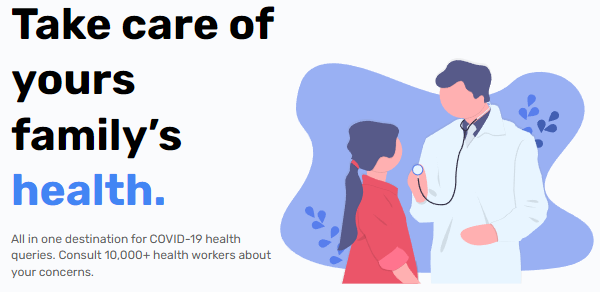 Take care of
yours
family's
health.
All in one destination for COVID-19 health
queries. Consult 10,000+ health workers about
your concerns.